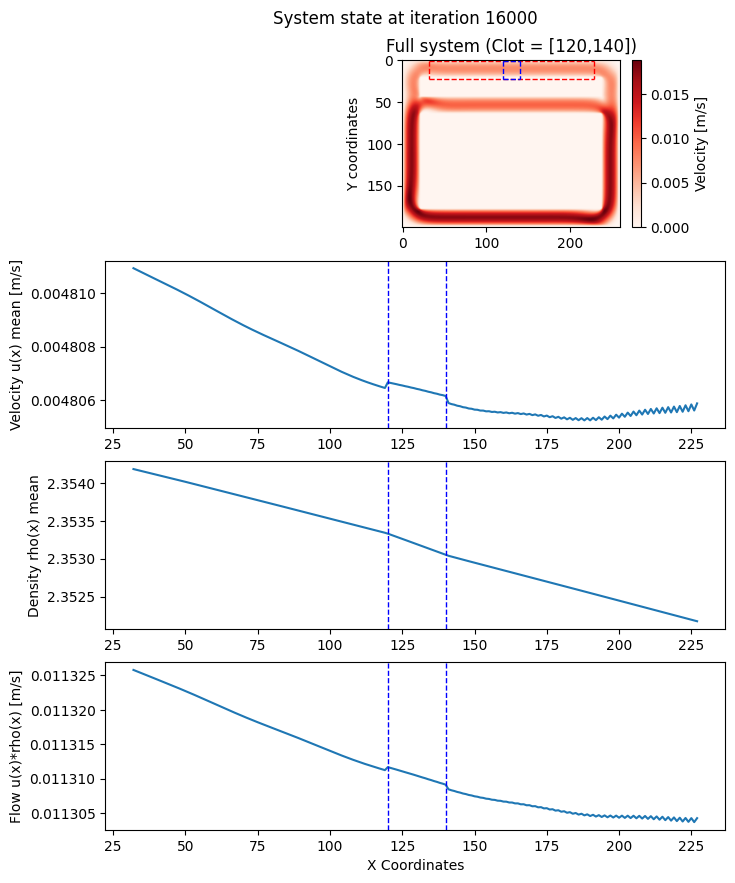 System state at iteration 16000
Full system (Clot = [120,140])
Y coordinates
0
50
100
150
0 100 200
0.015
0.010
0.005
0.000
Velocity [m/s]
Velocity u(x) mean [m/s]
0.004810
0.004808
0.004806
25 50 75 100 125 150 175 200 225
Density rho(x) mean
2.3540
2.3535
2.3530
2.3525
25 50 75 100 125 150 175 200 225
Flow u(x)*rho(x) [m/s]
0.011325
0.011320
0.011315
0.011310
0.011305
25 50 75 100 125 150 175 200 225
X Coordinates